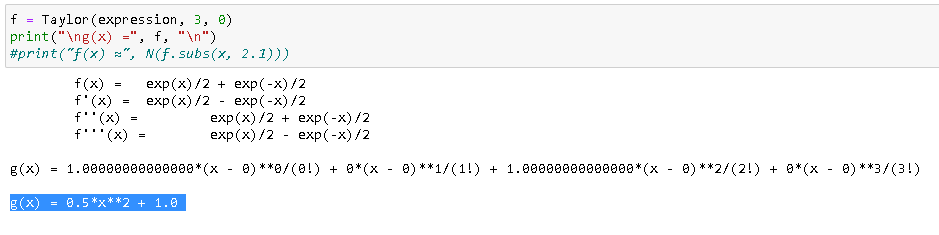 f = Taylor(expression, 3, 0)
print("\ng(x) =", f, "\n")
#print("f(x) ≈", N(f.subs(x, 2.1)))
f(x) = exp(x)/2 + exp(-x)/2
f'(x) = exp(x)/2 - exp(-x)/2
f''(x) = exp(x)/2 + exp(-x)/2
f'''(x) = exp(x)/2 - exp(-x)/2
g(x) = 1.00000000000000*(x - 0)**0/(0!) + 0*(x - 0)**1/(1!) + 1.00000000000000*(x - 0)**2/(2!) + 0*(x - 0)**3/(3!)
g(x) = 0.5*x**2 + 1.0